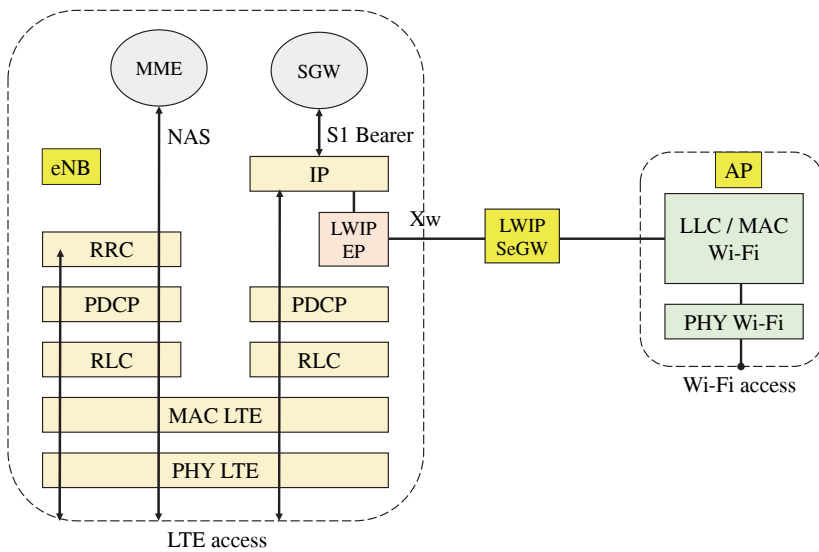 MME
SGW
NAS
S1 Bearer
eNB
IP
AP
LWIP
EP
Xw
LWIP
SeGW
LLC / MAC
Wi-Fi
RRC
PDCP
PDCP
PHY Wi-Fi
RLC
RLC
Wi-Fi access
MAC LTE
PHY LTE
LTE access